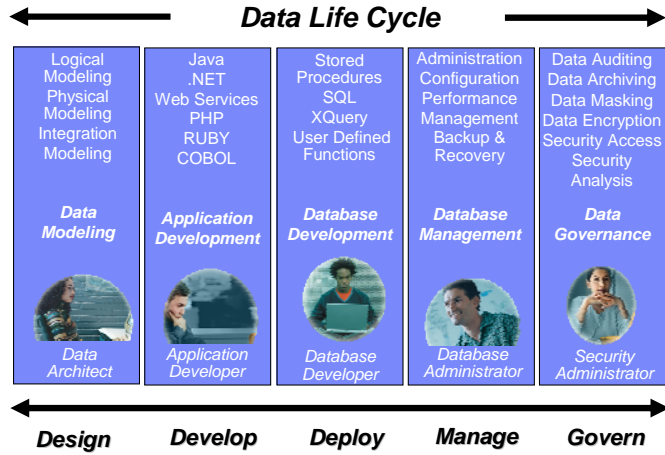 Data Life Cycle
Logical
Modeling
Physical
Modeling
Integration
Modeling
Data
Modeling
Data
Architect
Java
.NET
Web Services
PHP
RUBY
COBOL
Application
Development
Application
Developer
Stored
Procedures
SQL
XQuery
User Defined
Functions
Database
Development
Database
Developer
Administration
Configuration
Performance
Management
Backup &
Recovery
Database
Management
Database
Administrator
Data Auditing
Data Archiving
Data Masking
Data Encryption
Security Access
Security
Analysis
Data
Governance
Security
Administrator
Design Develop Deploy Manage Govern